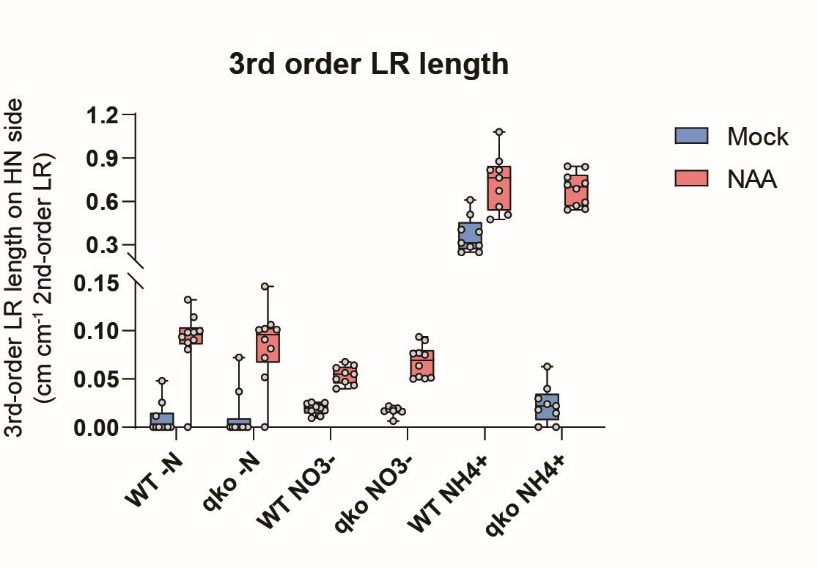 3rd order LR length
3rd-order LR length on HN side
(cm cm-1 2nd-order LR)
1.2
0.9
0.6
0.3
0.15
0.10
0.05
0.00
WT -N
qko -N
WT NO3-
qko NO3-
WT NH4+
qko NH4+
Mock
NAA